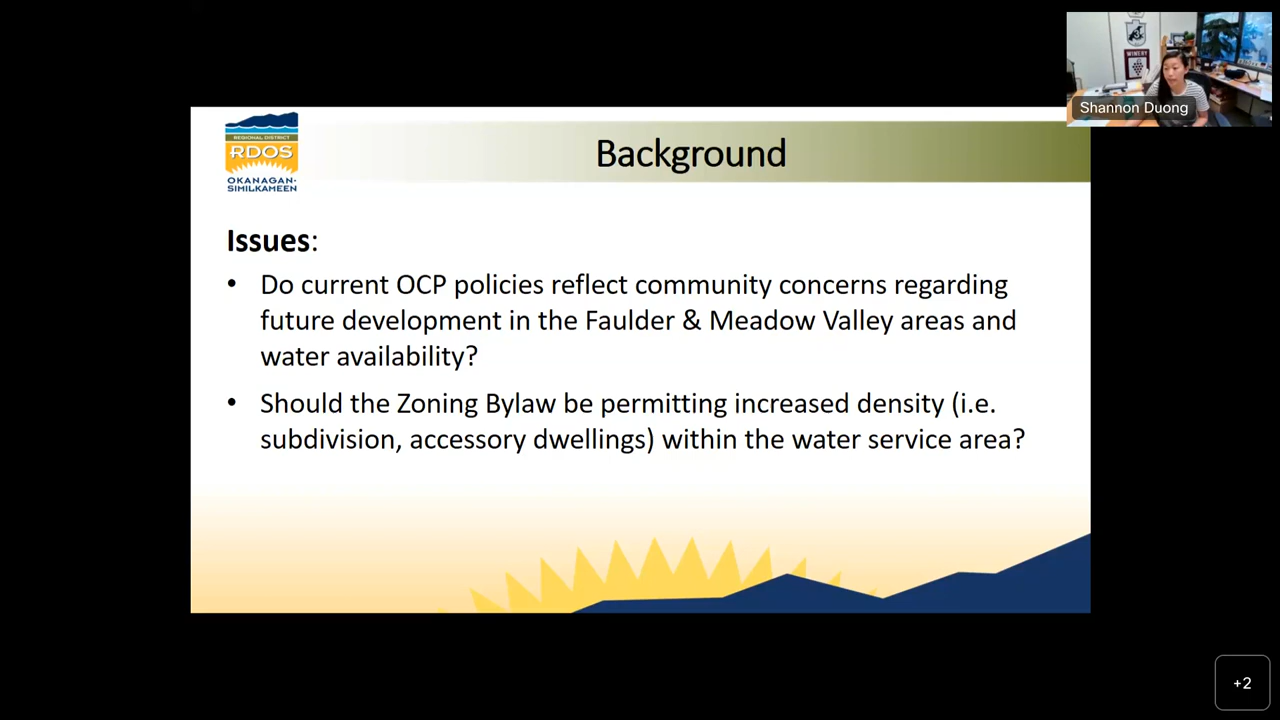 WINERY
Shannon Duong
REGIONAL DISTRICT
RDOS
OKANAGAN-
SIMILKAMEEN
Background
Issues:
• Do current OCP policies reflect community concerns regarding
future development in the Faulder & Meadow Valley areas and
water availability?
• Should the Zoning Bylaw be permitting increased density (i.e.
subdivision, accessory dwellings) within the water service area?
+2